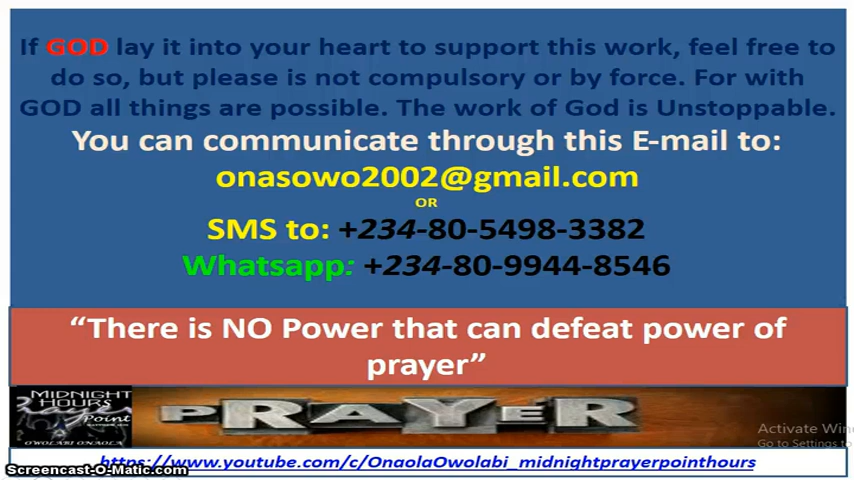 If GOD lay it into your heart to support this work, feel free to
do so, but please is not compulsory or by force. For with
GOD all things are possible. The work of God is Unstoppable.
You can communicate through this E-mail to:
onasowo2002@gmail.com
OR
SMS to: +234-80-5498-3382
Whatsapp: +234-80-9944-8546
“There is NO Power that can defeat power of
prayer”
MIDNIGHT
HOURS
Prayer
Point
OWOLABI ONAOLA
PRAYER
Activate Win
Go to Settings to
https://www.youtube.com/c/OnaolaOwolabi_midnightprayerpointhours
Screencast-O-Matic.com